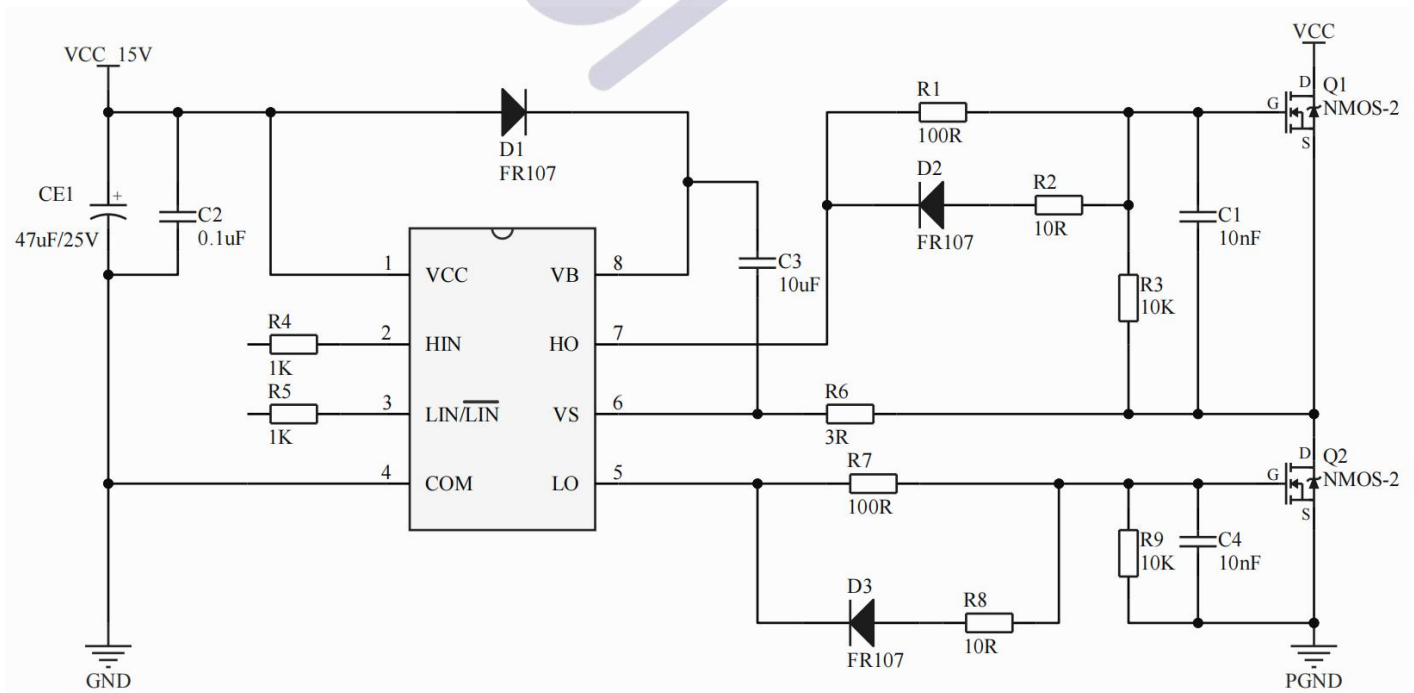 VCC 15V
VCC
D
Q1
G
NMOS-2
S
R1
100R
D1
FR107
D2
FR107
R2
10R
CE1
+
47uF/25V
C2
0.1uF
C1
10nF
C3
10uF
R3
10K
1
VCC
VB
8
R4
1K
2
HIN
HO
7
R5
1K
3
LIN/LIN
VS
6
R6
3R
4
COM
LO
5
R7
100R
D
Q2
G
NMOS-2
S
R9
10K
C4
10nF
D3
FR107
R8
10R
GND
PGND